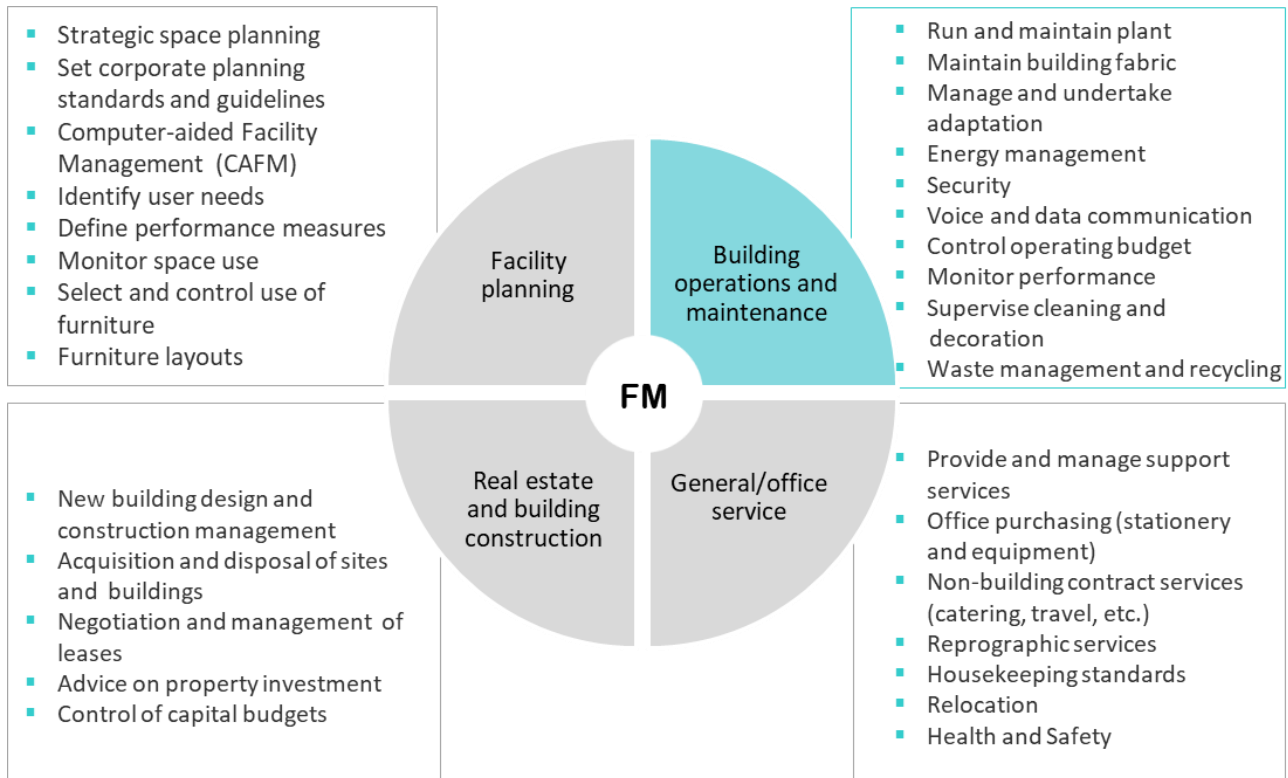 Strategic space planning
Set corporate planning
standards and guidelines
Computer-aided Facility
Management (CAFM)
Identify user needs
Define performance measures
Monitor space use
Select and control use of
furniture
Furniture layouts
Run and maintain plant
Maintain building fabric
Manage and undertake
adaptation
Energy management
Security
Voice and data communication
Control operating budget
Monitor performance
Supervise cleaning and
decoration
Waste management and recycling
Facility
planning
Building
operations and
maintenance
FM
Real estate
and building
construction
General/office
service
New building design and
construction management
Acquisition and disposal of sites
and buildings
Negotiation and management of
leases
Advice on property investment
Control of capital budgets
Provide and manage support
services
Office purchasing (stationery
and equipment)
Non-building contract services
(catering, travel, etc.)
Reprographic services
Housekeeping standards
Relocation
Health and Safety